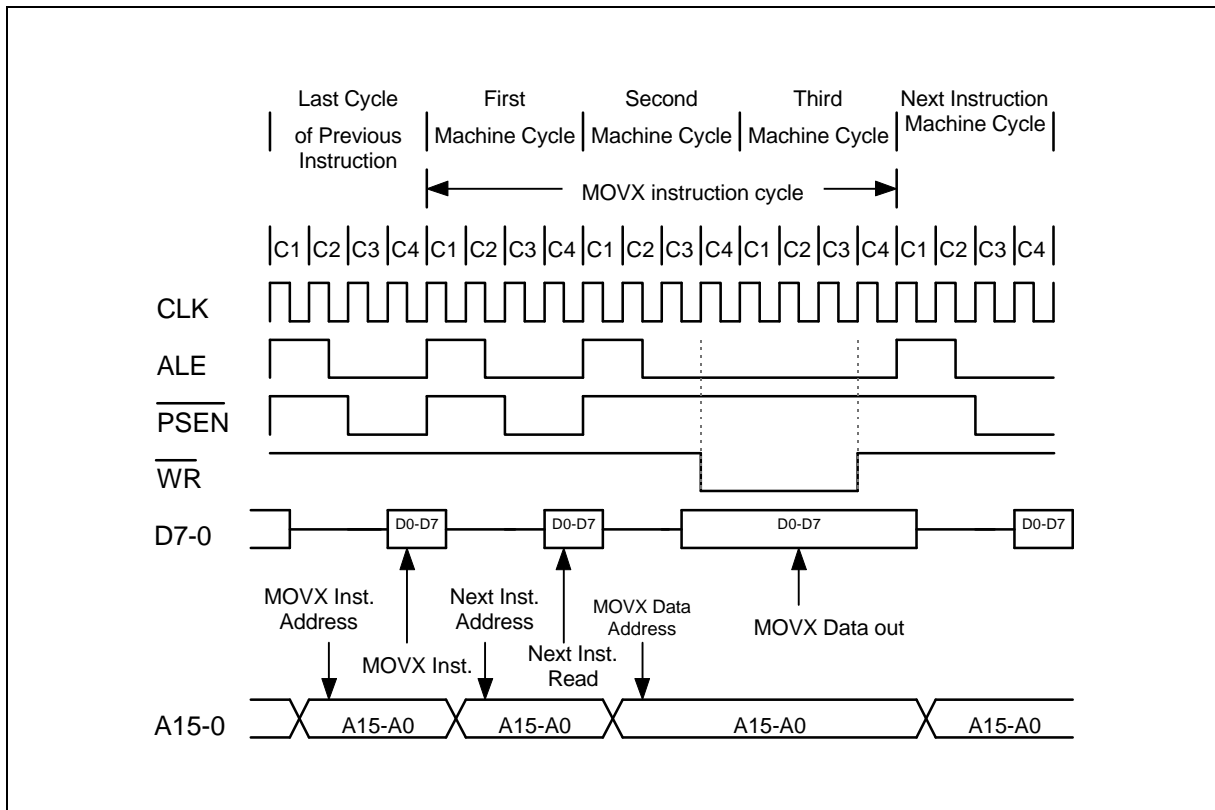 Last Cycle
of Previous
Instruction
First
Machine Cycle
Second
Machine Cycle
Third
Machine Cycle
Next Instruction
Machine Cycle
MOVX instruction cycle
C1 C2 C3 C4 C1 C2 C3 C4 C1 C2 C3 C4 C1 C2 C3 C4 C1 C2 C3 C4
CLK
ALE
PSEN
WR
D7-0
D0-D7 D0-D7 D0-D7 D0-D7
MOVX Inst.
Address
MOVX Inst.
Next Inst.
Address
Next Inst.
Read
MOVX Data
Address
MOVX Data out
A15-0
A15-A0 A15-A0 A15-A0 A15-A0